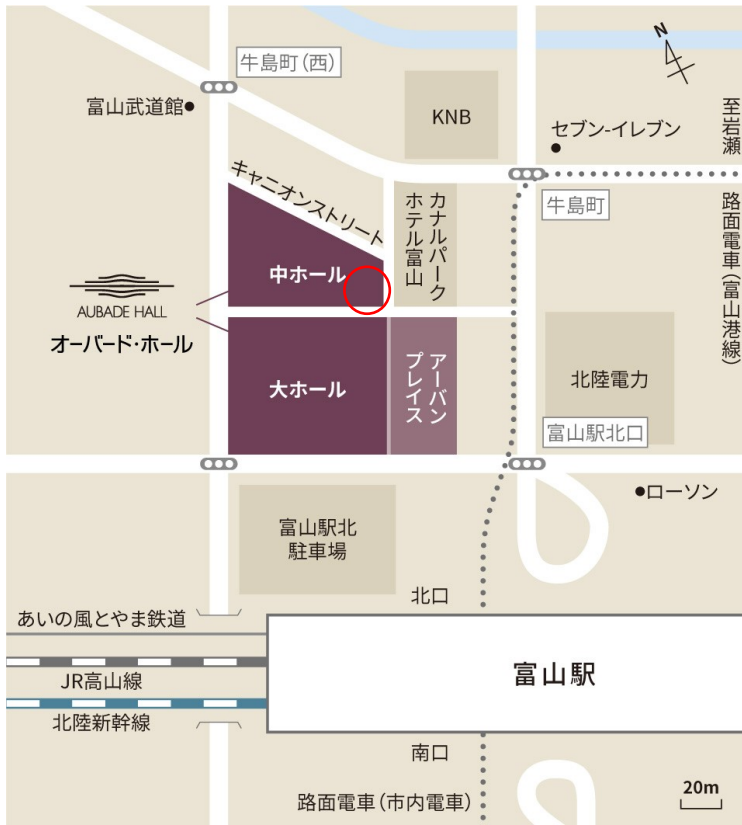 N
牛島町(西)
富山武道館
KNB
セブン-イレブン
至岩瀬
路面電車(富山港線)
キャニオンストリート
カナルパーク
ホテル富山
牛島町
中ホール
AUBADE HALL
オーバード・ホール
大ホール
アーバン
プレイス
北陸電力
富山駅北口
ローソン
富山駅北
駐車場
北口
あいの風とやま鉄道
JR高山線
北陸新幹線
富山駅
南口
路面電車(市内電車)
20m